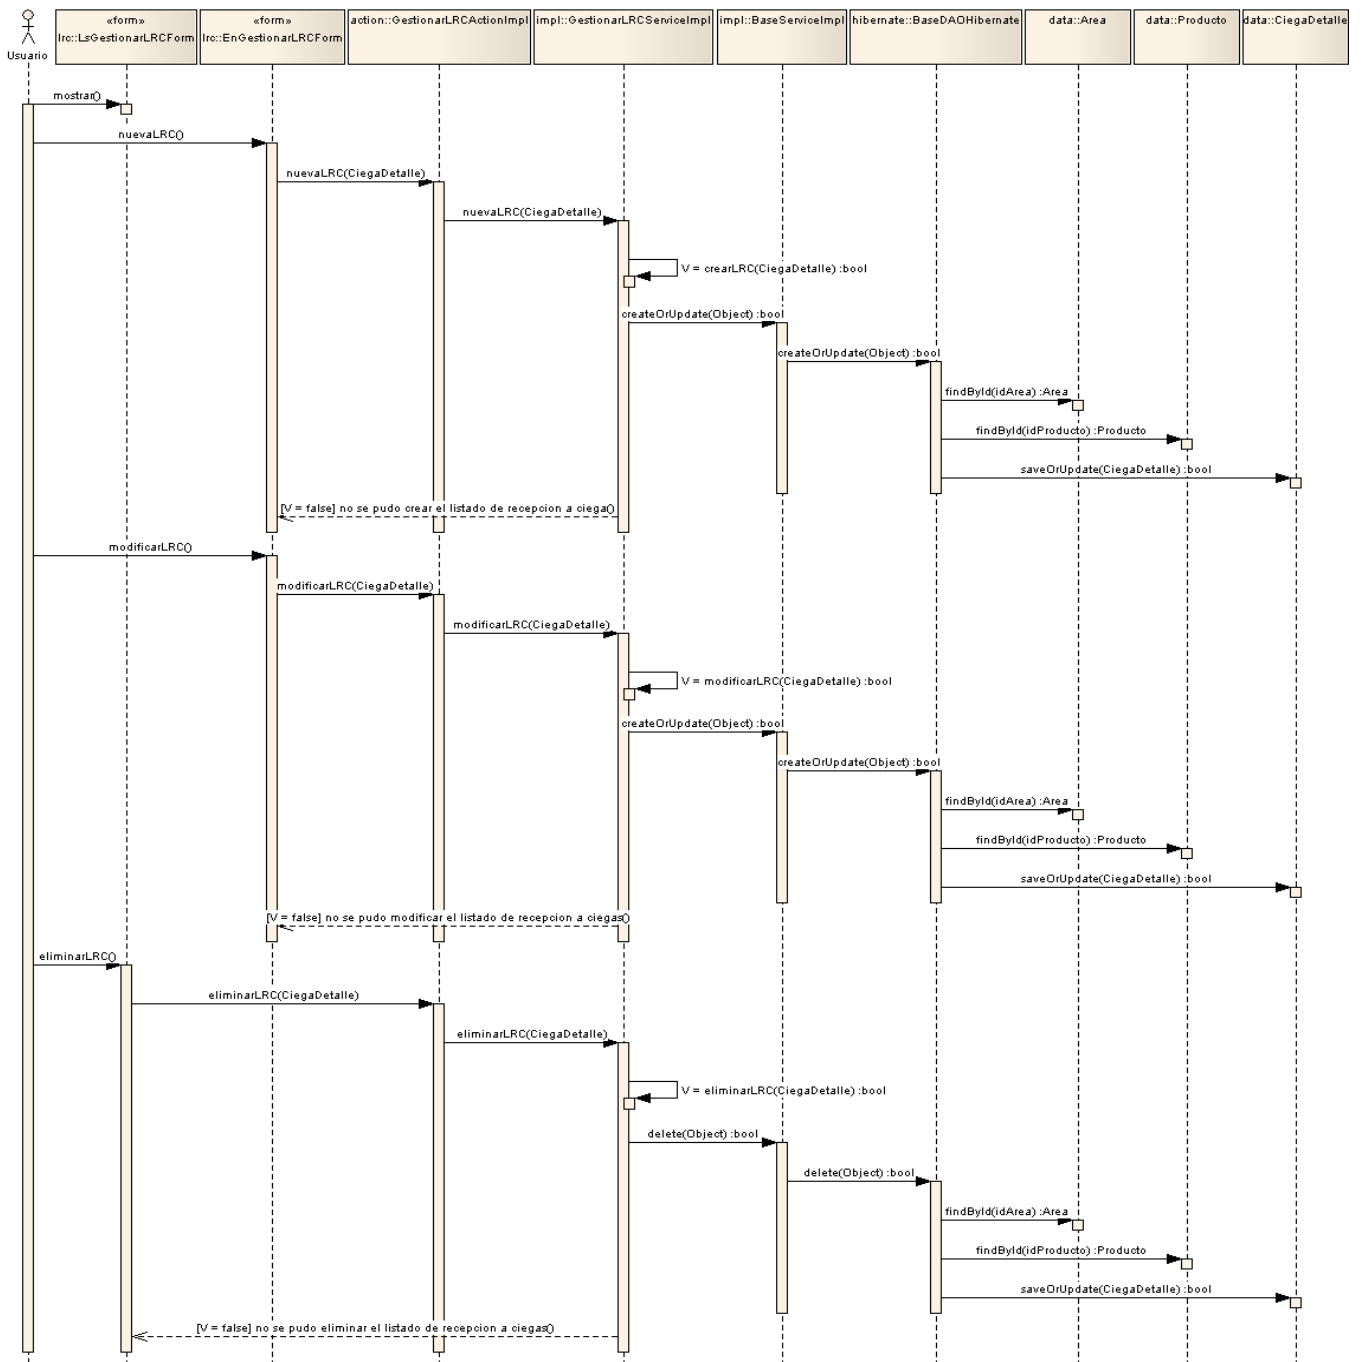 «form»
lrc::LsGestionarLRCForm
«form»
lrc::EnGestionarLRCForm
action::GestionarLRCActionImpl
impl::GestionarLRCServiceImpl
impl::BaseServiceImpl
hibernate::BaseDAOHibernate
data::Area
data::Producto
data::CiegaDetalle
Usuario
mostrar()
nuevaLRC()
nuevaLRC(CiegaDetalle)
nuevaLRC(CiegaDetalle)
V = crearLRC(CiegaDetalle) :bool
createOrUpdate(Object) :bool
createOrUpdate(Object) :bool
findById(idArea) :Area
findById(idProducto) :Producto
saveOrUpdate(CiegaDetalle) :bool
[V = false] no se pudo crear el listado de recepcion a ciega()
modificarLRC()
modificarLRC(CiegaDetalle)
modificarLRC(CiegaDetalle)
V = modificarLRC(CiegaDetalle) :bool
createOrUpdate(Object) :bool
createOrUpdate(Object) :bool
findById(idArea) :Area
findById(idProducto) :Producto
saveOrUpdate(CiegaDetalle) :bool
[V = false] no se pudo modificar el listado de recepcion a ciegas()
eliminarLRC()
eliminarLRC(CiegaDetalle)
eliminarLRC(CiegaDetalle)
V = eliminarLRC(CiegaDetalle) :bool
delete(Object) :bool
delete(Object) :bool
findById(idArea) :Area
findById(idProducto) :Producto
saveOrUpdate(CiegaDetalle) :bool
[V = false] no se pudo eliminar el listado de recepcion a ciegas()